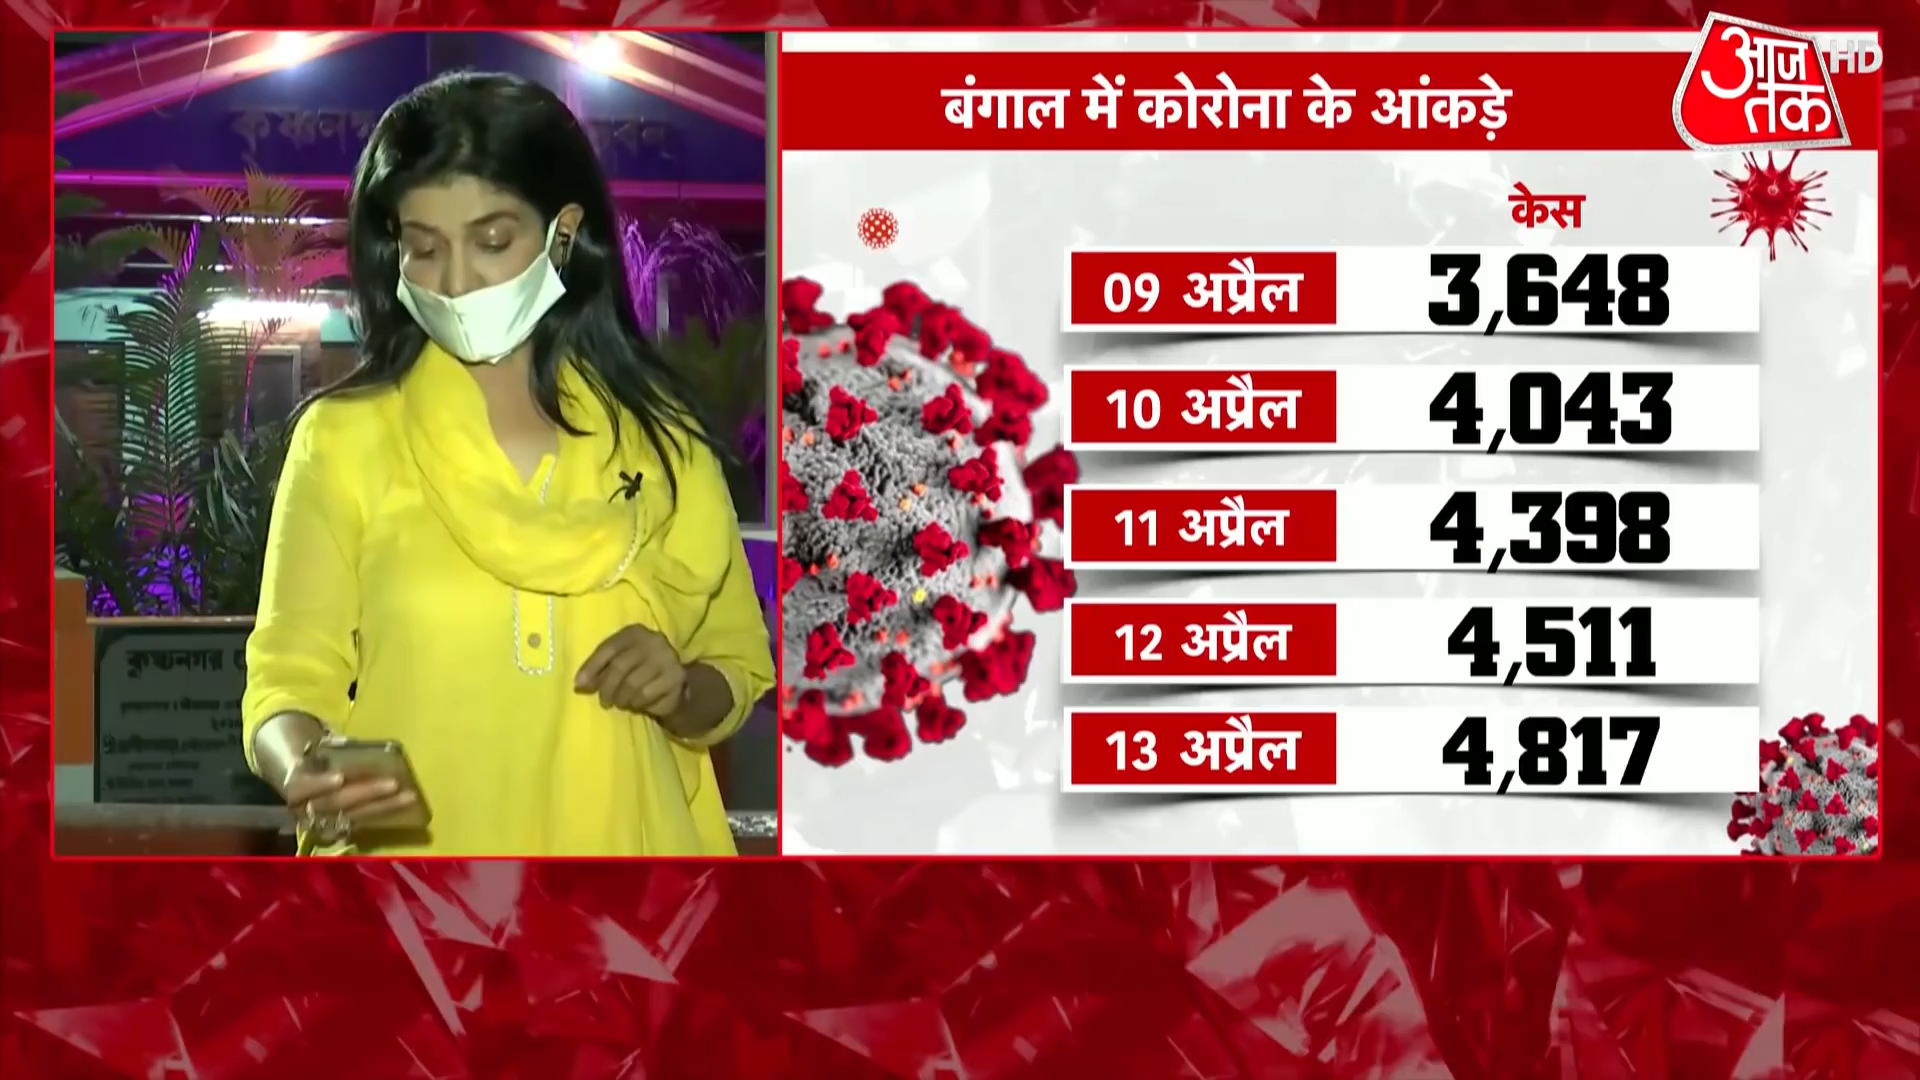 आज तक HD
बंगाल में कोरोना के आंकड़े
केस
09 अप्रैल 3,648
10 अप्रैल 4,043
11 अप्रैल 4,398
12 अप्रैल 4,511
13 अप्रैल 4,817
কৃষ্ণনগর